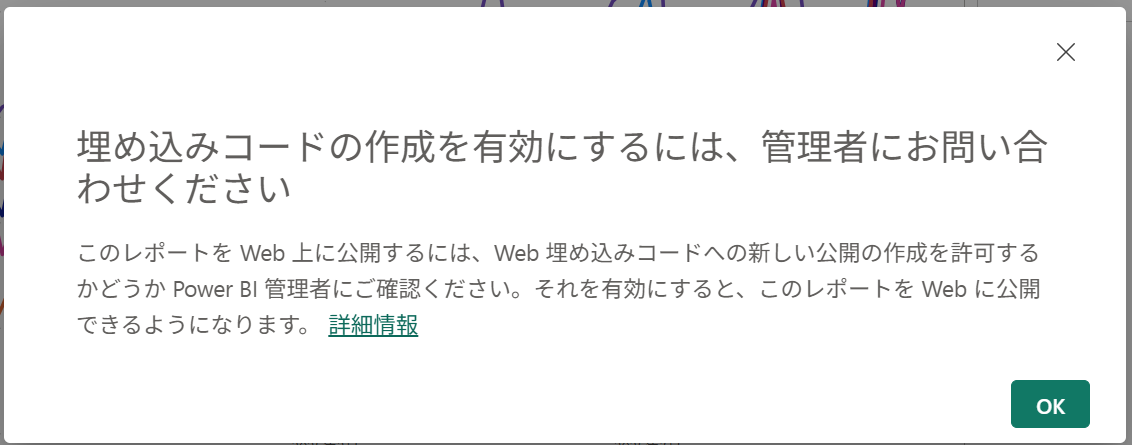 埋め込みコードの作成を有効にするには、管理者にお問い合
わせください
このレポートを Web 上に公開するには、Web 埋め込みコードへの新しい公開の作成を許可する
かどうか Power BI 管理者にご確認ください。それを有効にすると、このレポートを Web に公開
できるようになります。 詳細情報
OK